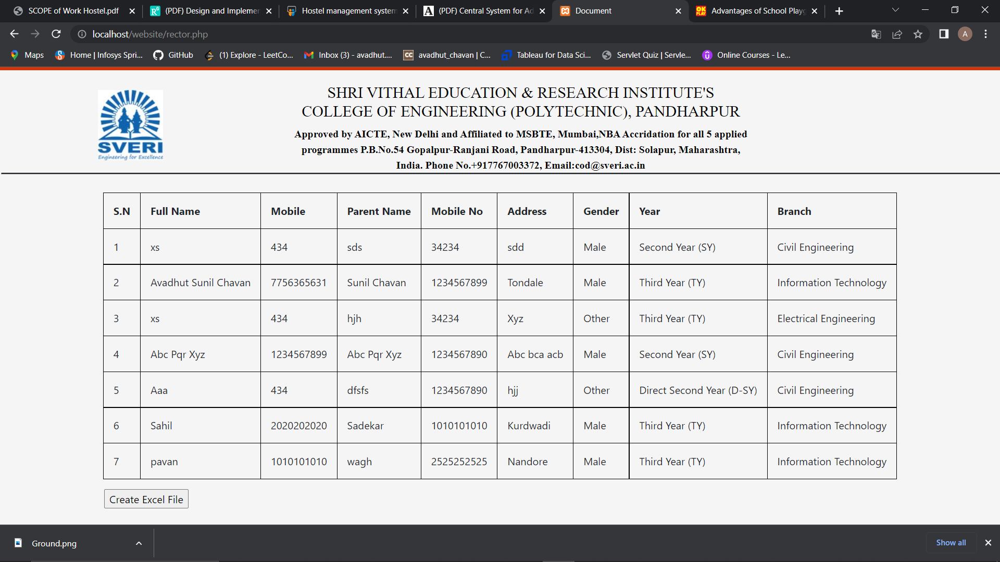 SCOPE of Work Hostel.pdf
(PDF) Design and Implemen
Hostel management system
(PDF) Central System for Ad
Document
Advantages of School Playg
localhost/website/rector.php
A
Maps
Home | Infosys Spri...
GitHub
(1) Explore - LeetCo...
Inbox (3) - avadhut....
CC
avadhut_chavan | C...
Tableau for Data Sci...
Servlet Quiz | Servle...
Online Courses - Le...
SVERI
Engineering for Excellence
SHRI VITHAL EDUCATION & RESEARCH INSTITUTE'S
COLLEGE OF ENGINEERING (POLYTECHNIC), PANDHARPUR
Approved by AICTE, New Delhi and Affiliated to MSBTE, Mumbai,NBA Accridation for all 5 applied
programmes P.B.No.54 Gopalpur-Ranjani Road, Pandharpur-413304, Dist: Solapur, Maharashtra,
India. Phone No.+917767003372, Email:cod@sveri.ac.in
S.N Full Name Mobile Parent Name Mobile No Address Gender Year Branch
1 xs 434 sds 34234 sdd Male Second Year (SY) Civil Engineering
2 Avadhut Sunil Chavan 7756365631 Sunil Chavan 1234567899 Tondale Male Third Year (TY) Information Technology
3 xs 434 hjh 34234 Xyz Other Third Year (TY) Electrical Engineering
4 Abc Pqr Xyz 1234567899 Abc Pqr Xyz 1234567890 Abc bca acb Male Second Year (SY) Civil Engineering
5 Aaa 434 dfsfs 1234567890 hjj Other Direct Second Year (D-SY) Civil Engineering
6 Sahil 2020202020 Sadekar 1010101010 Kurdwadi Male Third Year (TY) Information Technology
7 pavan 1010101010 wagh 2525252525 Nandore Male Third Year (TY) Information Technology
Create Excel File
Ground.png
Show all